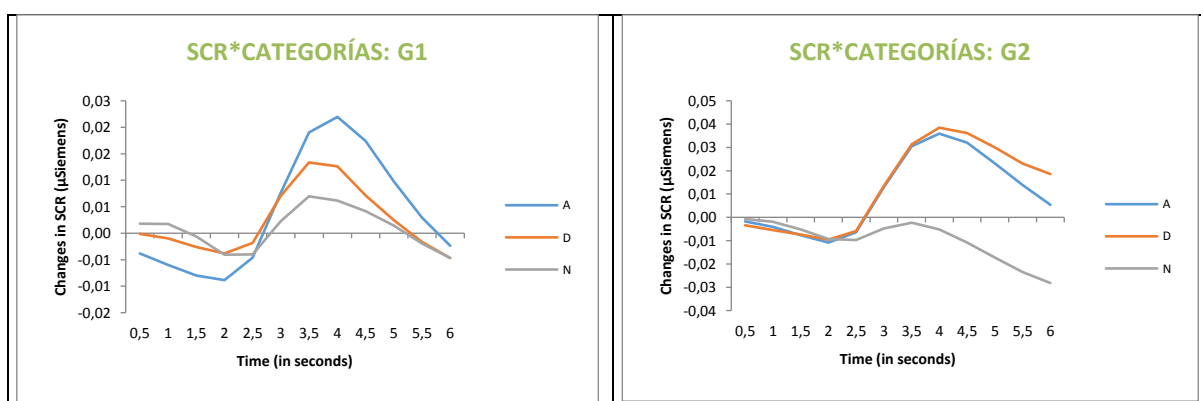 SCR*CATEGORÍAS: G1
Changes in SCR (µSiemens)
0,03
0,02
0,02
0,01
0,01
0,00
-0,01
-0,01
-0,02
0,5 1 1,5 2 2,5 3 3,5 4 4,5 5 5,5 6
Time (in seconds)
A
D
N
SCR*CATEGORÍAS: G2
Changes in SCR (µSiemens)
0,05
0,04
0,03
0,02
0,01
0,00
-0,01
-0,02
-0,03
-0,04
0,5 1 1,5 2 2,5 3 3,5 4 4,5 5 5,5 6
Time (in seconds)
A
D
N